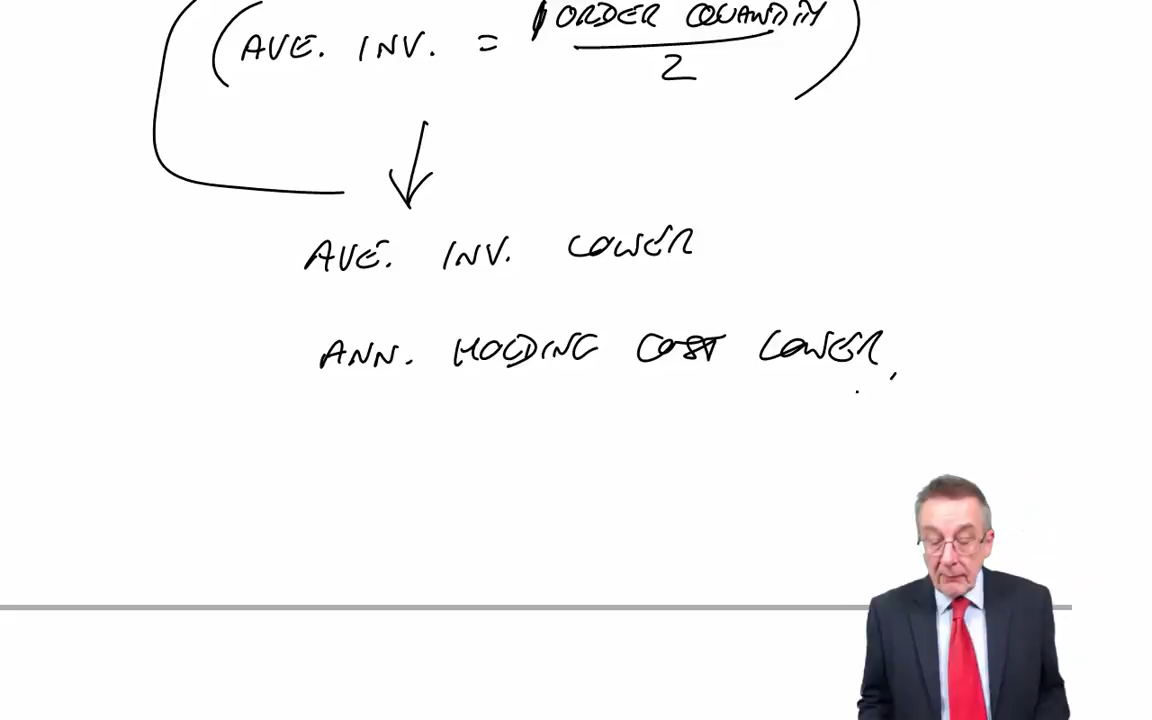 (AVE. INV. = ORDER QUANTITY / 2)
AVE. INV. LOWER
ANN. HOLDING COST LOWER,